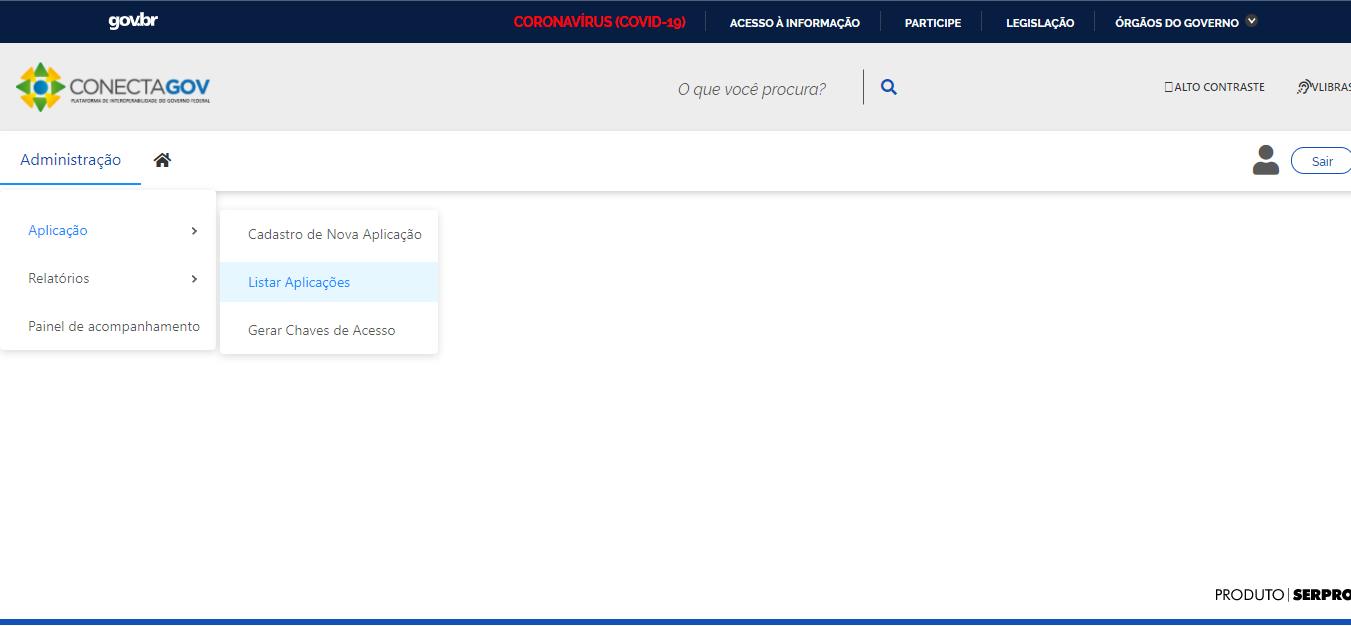 gov.br
CORONAVÍRUS (COVID-19)
ACESSO À INFORMAÇÃO
PARTICIPE
LEGISLAÇÃO
ÓRGÃOS DO GOVERNO
CONECTAGOV
PLATAFORMA DE INTEROPERABILIDADE DO GOVERNO FEDERAL
O que você procura?
ALTO CONTRASTE
VLIBRAS
Administração
Sair
Aplicação
Relatórios
Painel de acompanhamento
Cadastro de Nova Aplicação
Listar Aplicações
Gerar Chaves de Acesso
PRODUTO | SERPRO